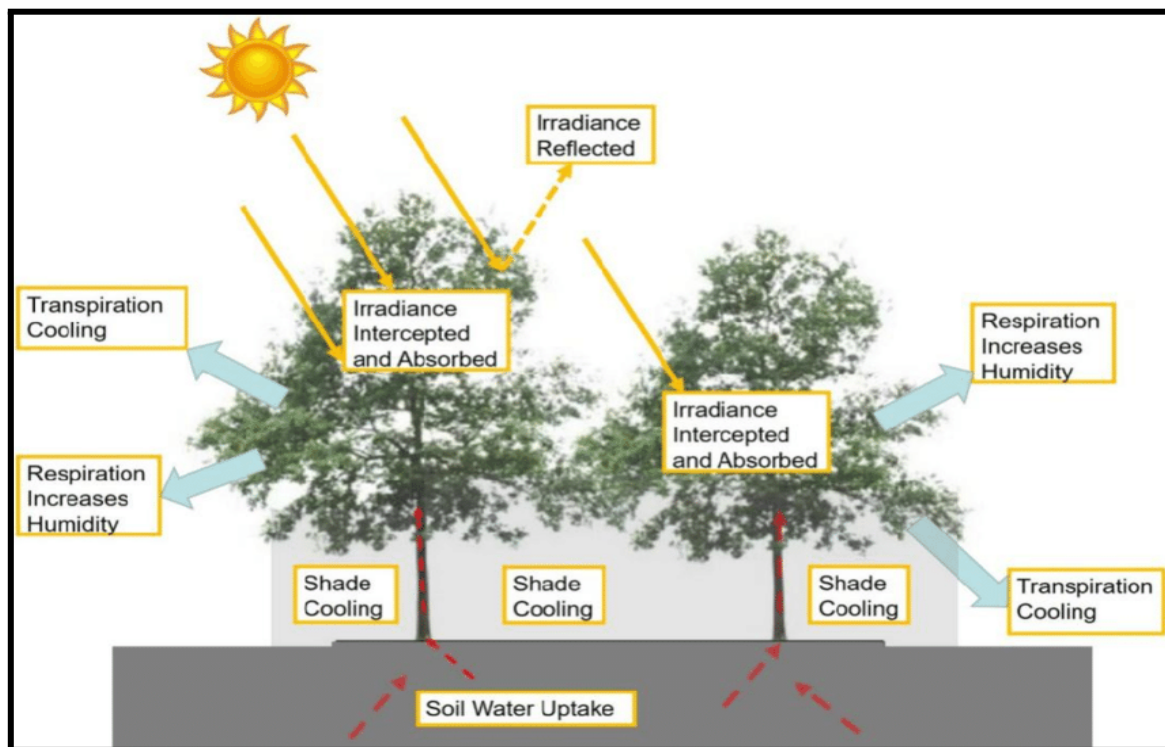 Irradiance
Reflected
Transpiration
Cooling
Irradiance
Intercepted
and Absorbed
Respiration
Increases
Humidity
Irradiance
Intercepted
and Absorbed
Respiration
Increases
Humidity
Shade
Cooling
Shade
Cooling
Shade
Cooling
Transpiration
Cooling
Soil Water Uptake